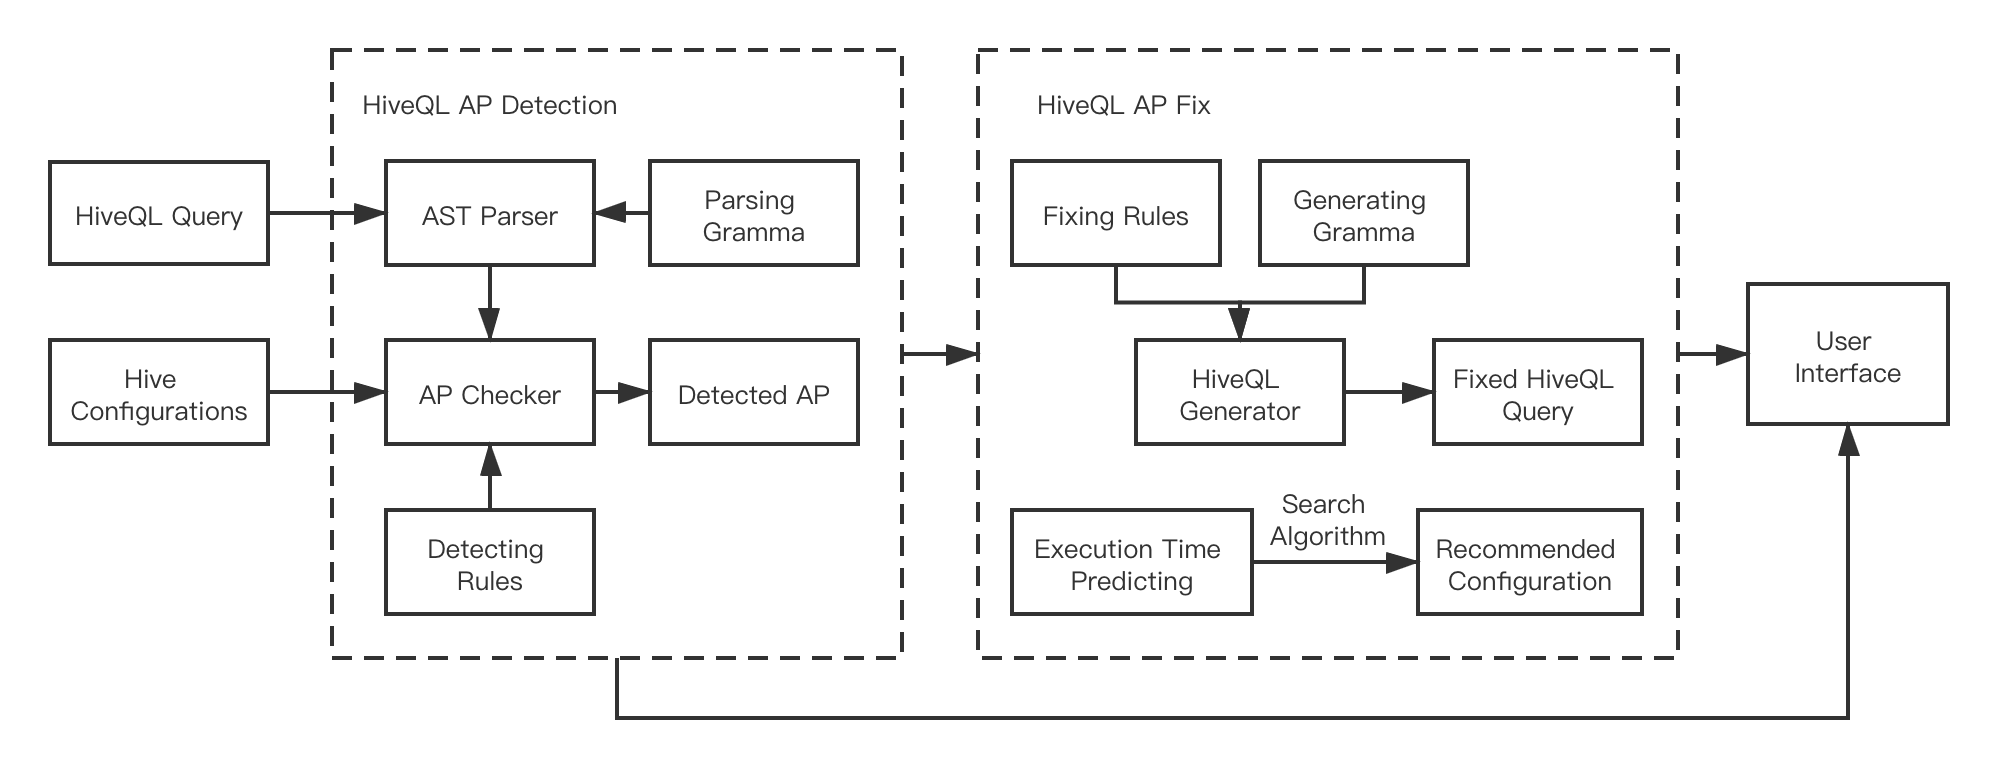 HiveQL AP Detection
HiveQL AP Fix
HiveQL Query
AST Parser
Parsing
Gramma
Fixing Rules
Generating
Gramma
Hive
Configurations
AP Checker
Detected AP
HiveQL
Generator
Fixed HiveQL
Query
User
Interface
Detecting
Rules
Execution Time
Predicting
Search
Algorithm
Recommended
Configuration